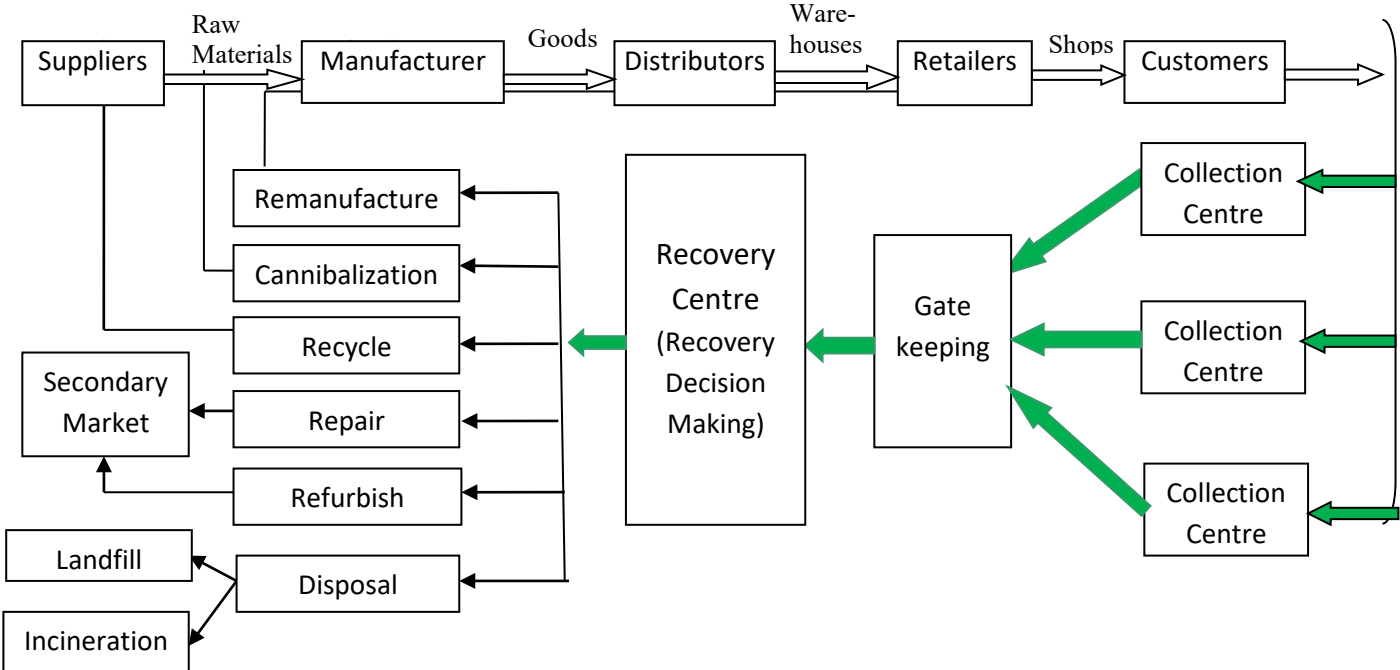 Suppliers
Raw
Materials
Manufacturer
Goods
Distributors
Ware-
houses
Retailers
Shops
Customers
Collection
Centre
Collection
Centre
Collection
Centre
Gate
keeping
Recovery
Centre
(Recovery
Decision
Making)
Remanufacture
Cannibalization
Recycle
Repair
Refurbish
Disposal
Secondary
Market
Landfill
Incineration